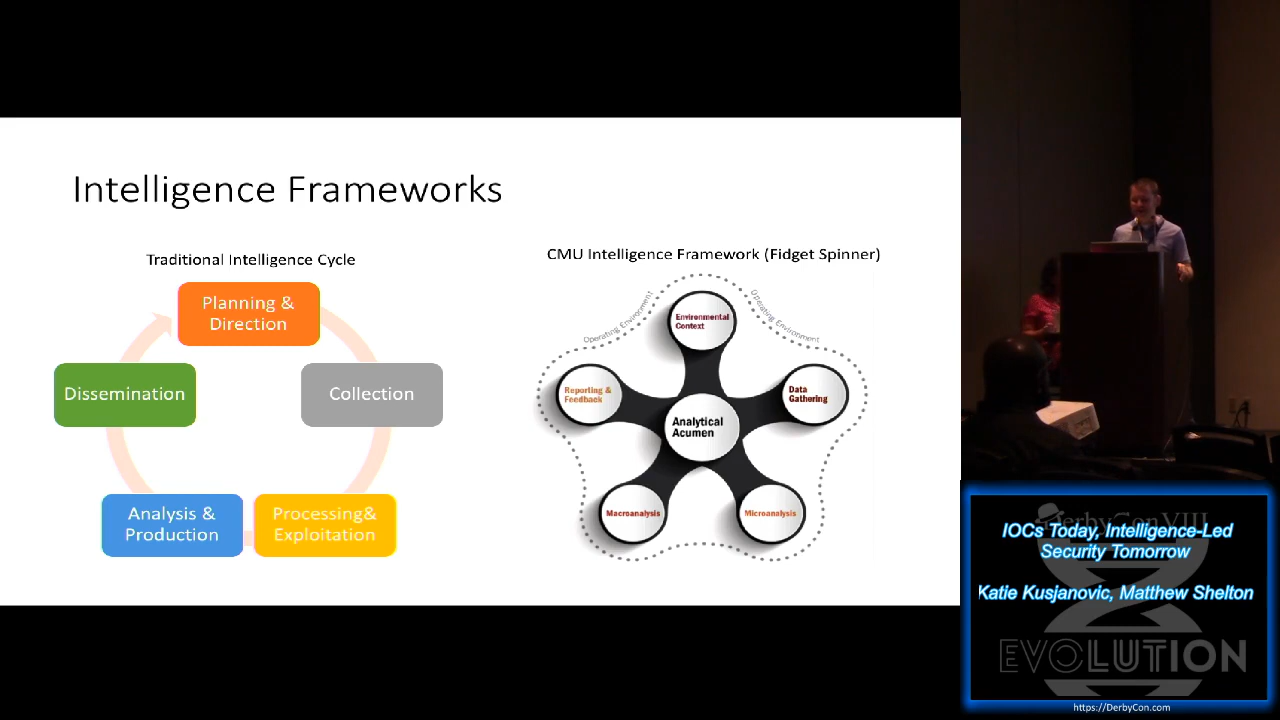 Intelligence Frameworks
Traditional Intelligence Cycle
Planning &
Direction
Collection
Processing&
Exploitation
Analysis &
Production
Dissemination
CMU Intelligence Framework (Fidget Spinner)
Operating Environment
Operating Environment
Environmental
Context
Data
Gathering
Microanalysis
Macroanalysis
Reporting &
Feedback
Analytical
Acumen
DerbyCon VIII
IOCs Today, Intelligence-Led
Security Tomorrow
Katie Kusjanovic, Matthew Shelton
EVOLUTION
https://DerbyCon.com